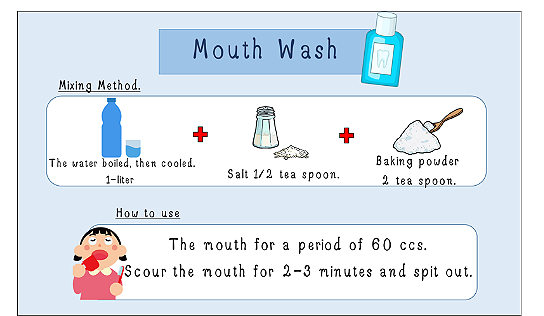 Mouth Wash
Mixing Method.
The water boiled, then cooled.
1-liter
Salt 1/2 tea spoon.
Baking powder
2 tea spoon.
How to use
The mouth for a period of 60 ccs.
Scour the mouth for 2-3 minutes and spit out.